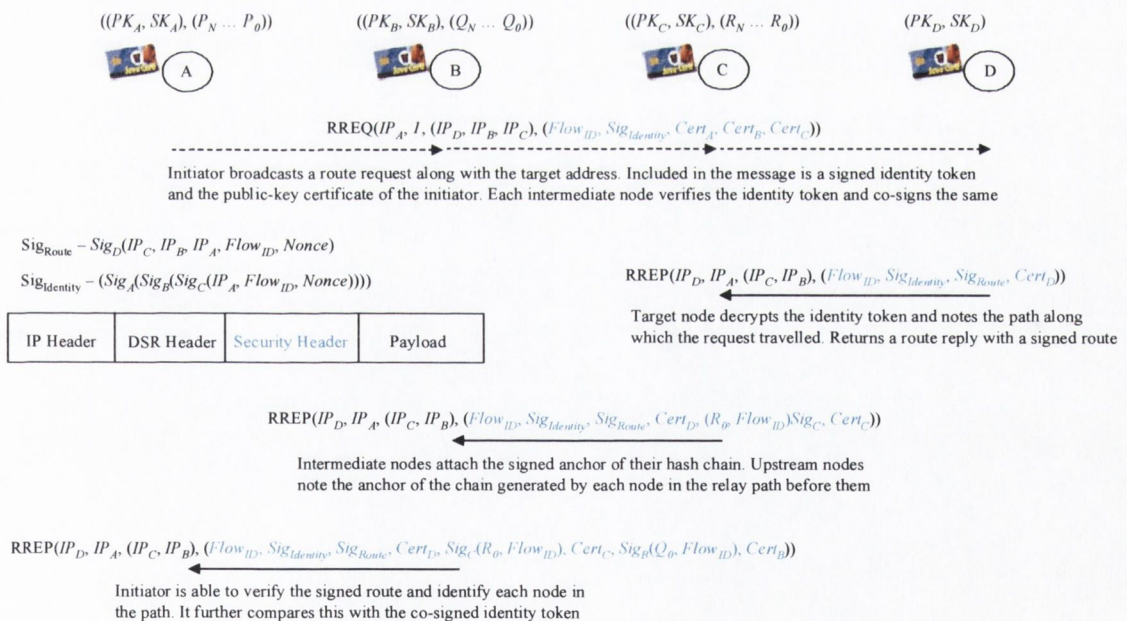 ((PK_A, SK_A), (P_N ... P_0)) ((PK_B, SK_B), (Q_N ... Q_0)) ((PK_C, SK_C), (R_N ... R_0)) (PK_D, SK_D)
A B C D
RREQ(IP_A, 1, (IP_D, IP_B, IP_C), (Flow_ID, Sig_Identity, Cert_A, Cert_B, Cert_C))
Initiator broadcasts a route request along with the target address. Included in the message is a signed identity token
and the public-key certificate of the initiator. Each intermediate node verifies the identity token and co-signs the same
Sig_Route – Sig_D(IP_C, IP_B, IP_A, Flow_ID, Nonce)
Sig_Identity – (Sig_A(Sig_B(Sig_C(IP_A, Flow_ID, Nonce))))
IP Header DSR Header Security Header Payload
RREP(IP_D, IP_A, (IP_C, IP_B), (Flow_ID, Sig_Identity, Sig_Route, Cert_D))
Target node decrypts the identity token and notes the path along
which the request travelled. Returns a route reply with a signed route
RREP(IP_D, IP_A, (IP_C, IP_B), (Flow_ID, Sig_Identity, Sig_Route, Cert_D, (R_0, Flow_ID)Sig_C, Cert_C))
Intermediate nodes attach the signed anchor of their hash chain. Upstream nodes
note the anchor of the chain generated by each node in the relay path before them
RREP(IP_D, IP_A, (IP_C, IP_B), (Flow_ID, Sig_Identity, Sig_Route, Cert_D, Sig_C(R_0, Flow_ID), Cert_C, Sig_B(Q_0, Flow_ID), Cert_B))
Initiator is able to verify the signed route and identify each node in
the path. It further compares this with the co-signed identity token